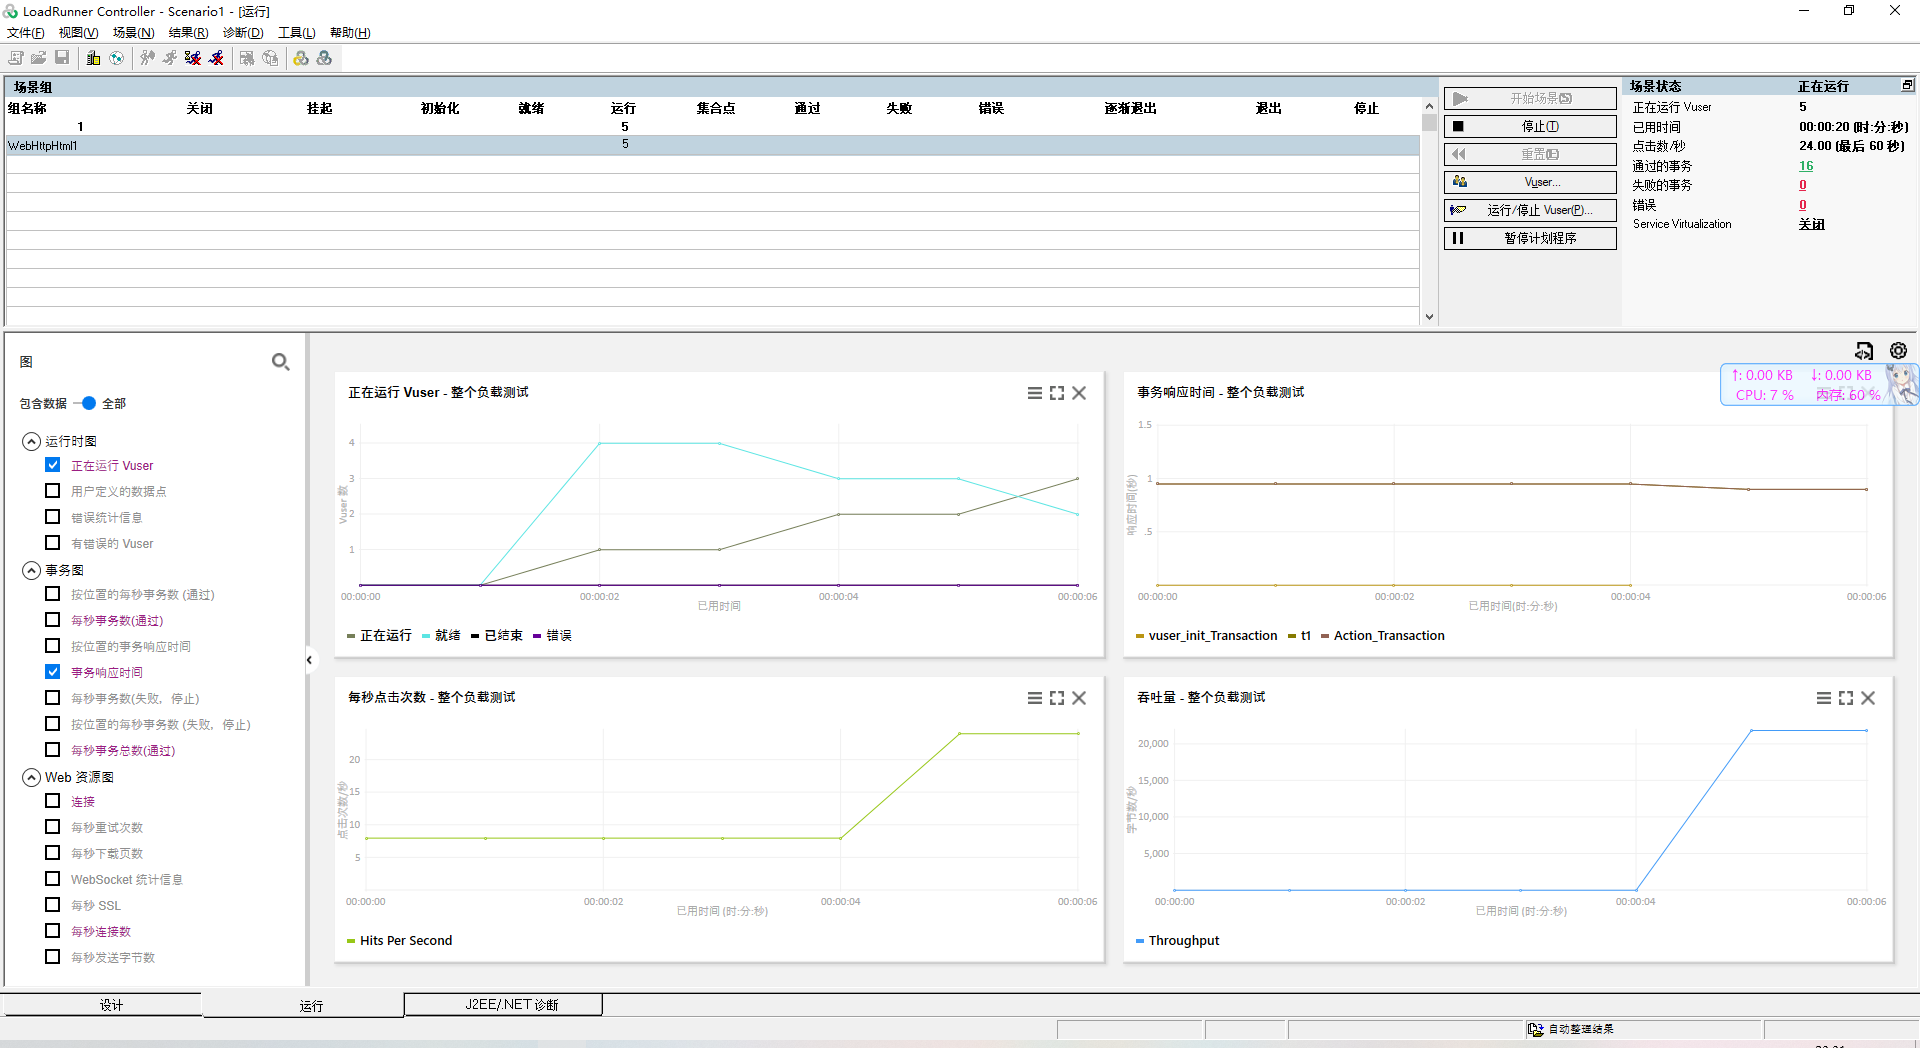 LoadRunner Controller - Scenario1 - [运行]
文件(F) 视图(V) 场景(N) 结果(R) 诊断(D) 工具(L) 帮助(H)
场景组
组名称 关闭 挂起 初始化 就绪 运行 集合点 通过 失败 错误 逐渐退出 退出 停止
1 5
WebHttpHtml1 5
开始场景(S)
停止(T)
重置(E)
Vuser...
运行/停止 Vuser(P)...
暂停计划程序
场景状态 正在运行
正在运行 Vuser 5
已用时间 00:00:20 (时:分:秒)
点击数/秒 24.00 (最后 60 秒)
通过的事务 16
失败的事务 0
错误 0
Service Virtualization 关闭
↑: 0.00 KB ↓: 0.00 KB
CPU: 7 % 内存: 60 %
图
包含数据 全部
运行时图
正在运行 Vuser
用户定义的数据点
错误统计信息
有错误的 Vuser
事务图
按位置的每秒事务数 (通过)
每秒事务数(通过)
按位置的事务响应时间
事务响应时间
每秒事务数(失败，停止)
按位置的每秒事务数 (失败，停止)
每秒事务总数(通过)
Web 资源图
连接
每秒重试次数
每秒下载页数
WebSocket 统计信息
每秒 SSL
每秒连接数
每秒发送字节数
正在运行 Vuser - 整个负载测试
Vuser 数
4
3
2
1
00:00:00 00:00:02 00:00:04 00:00:06
已用时间
正在运行 就绪 已结束 错误
事务响应时间 - 整个负载测试
响应时间(秒)
1.5
1
.5
00:00:00 00:00:02 00:00:04 00:00:06
已用时间(时:分:秒)
vuser_init_Transaction t1 Action_Transaction
每秒点击次数 - 整个负载测试
点击次数/秒
20
15
10
5
00:00:00 00:00:02 00:00:04 00:00:06
已用时间 (时:分:秒)
Hits Per Second
吞吐量 - 整个负载测试
字节数/秒
20,000
15,000
10,000
5,000
00:00:00 00:00:02 00:00:04 00:00:06
已用时间 (时:分:秒)
Throughput
设计 运行 J2EE/.NET 诊断
自动整理结果